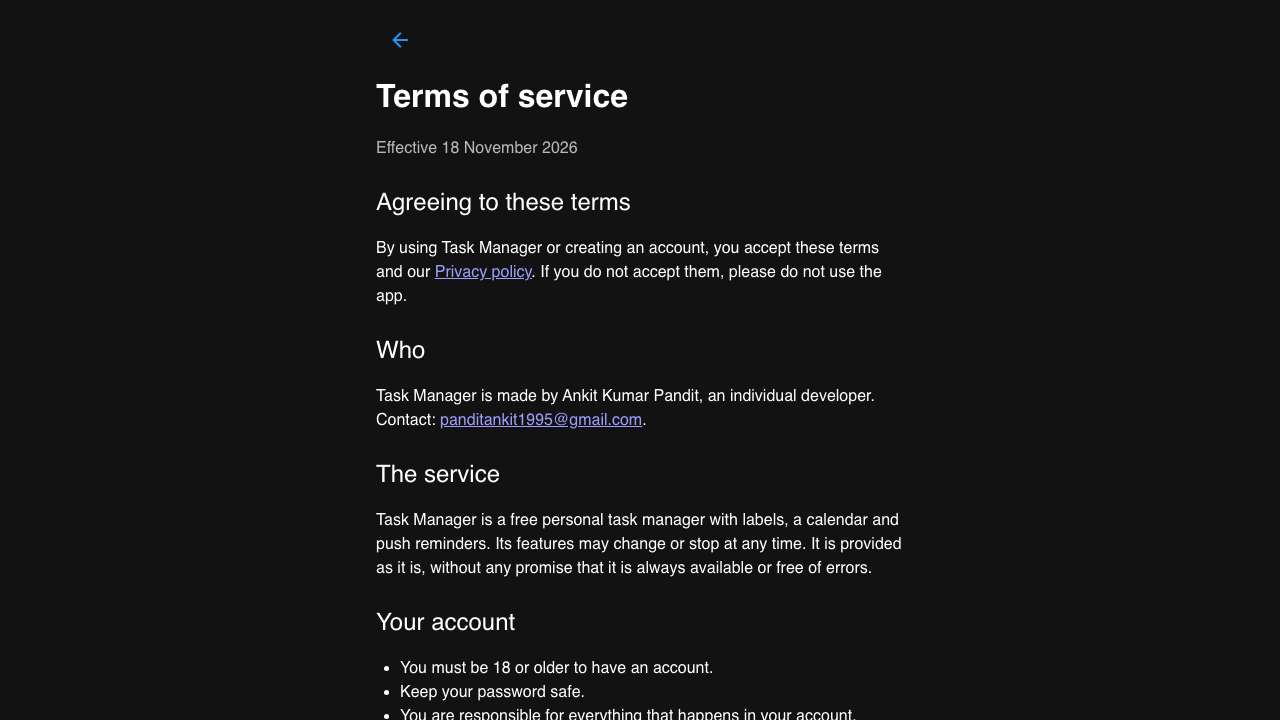 Terms of service
Effective 18 November 2026
Agreeing to these terms
By using Task Manager or creating an account, you accept these terms
and our Privacy policy. If you do not accept them, please do not use the
app.
Who
Task Manager is made by Ankit Kumar Pandit, an individual developer.
Contact: panditankit1995@gmail.com.
The service
Task Manager is a free personal task manager with labels, a calendar and
push reminders. Its features may change or stop at any time. It is provided
as it is, without any promise that it is always available or free of errors.
Your account
• You must be 18 or older to have an account.
• Keep your password safe.
• You are responsible for everything that happens in your account.